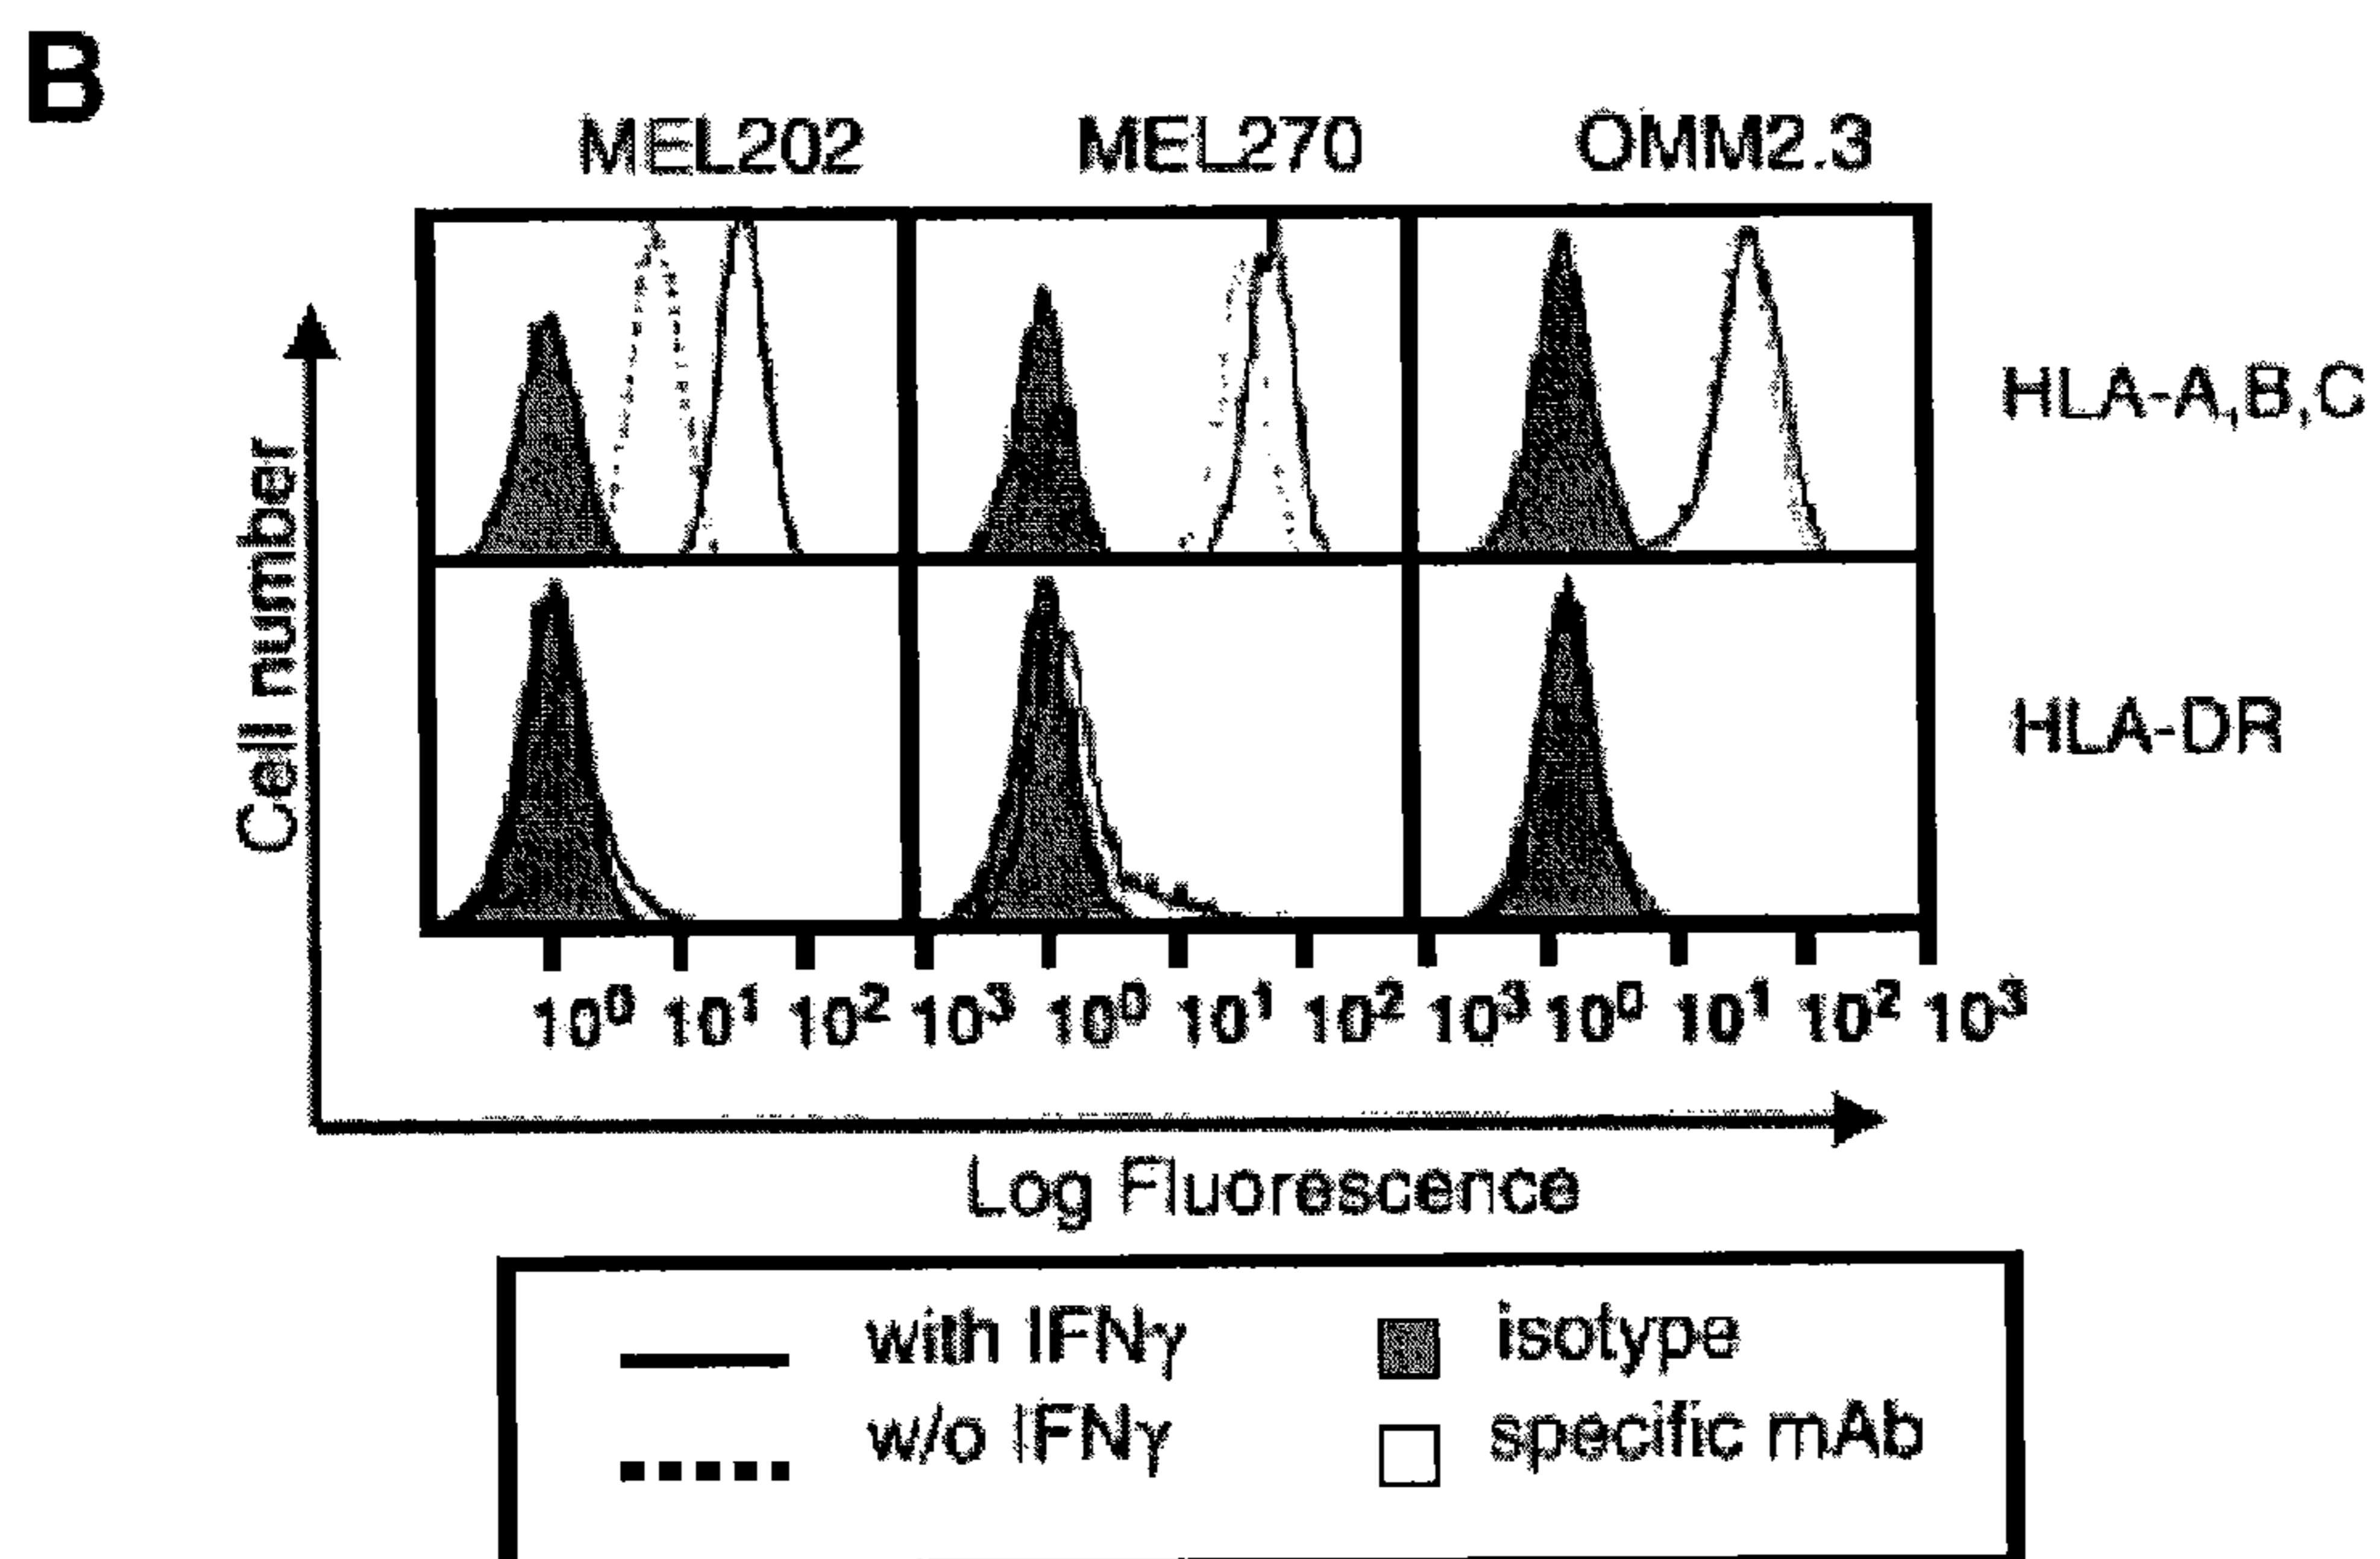 B
MEL202 MEL270 OMM2.3
HLA-A,B,C
HLA-DR
Cell number
10⁰ 10¹ 10² 10³ 10⁰ 10¹ 10² 10³ 10⁰ 10¹ 10² 10³
Log Fluorescence
with IFNγ isotype
w/o IFNγ specific mAb